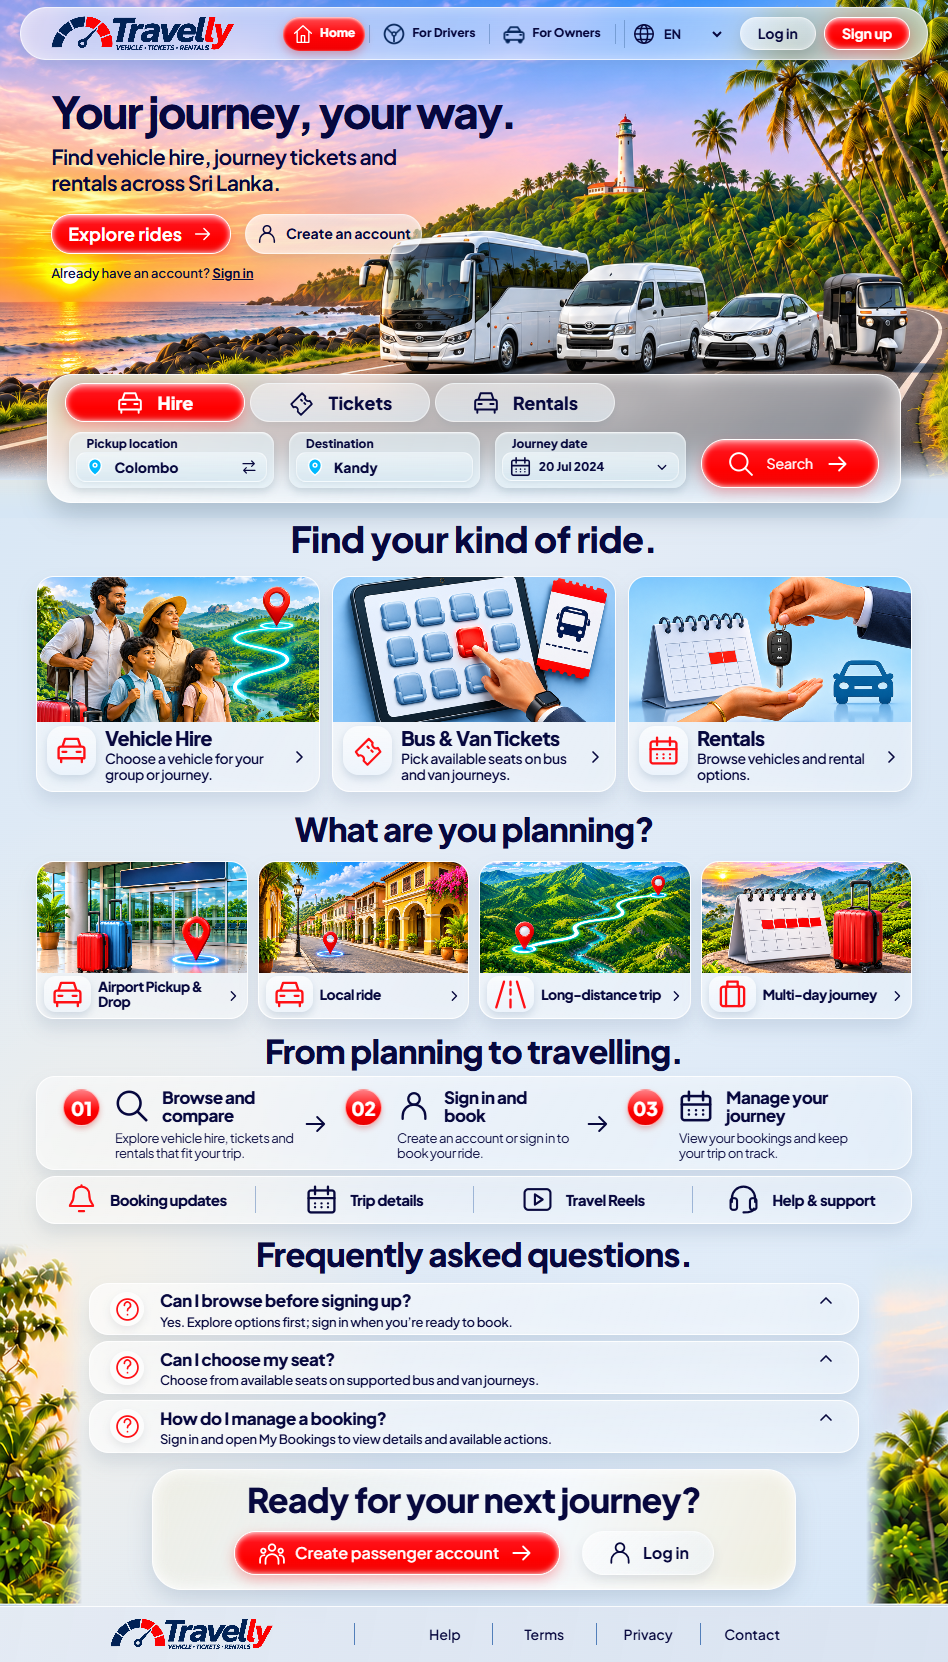 Travelly
VEHICLE • TICKETS • RENTALS
Home
For Drivers
For Owners
EN
Log in
Sign up
Your journey, your way.
Find vehicle hire, journey tickets and
rentals across Sri Lanka.
Explore rides
Create an account
Already have an account? Sign in
Hire
Tickets
Rentals
Pickup location
Colombo
Destination
Kandy
Journey date
20 Jul 2024
Search
Find your kind of ride.
Vehicle Hire
Choose a vehicle for your
group or journey.
Bus & Van Tickets
Pick available seats on bus
and van journeys.
Rentals
Browse vehicles and rental
options.
What are you planning?
Airport Pickup &
Drop
Local ride
Long-distance trip
Multi-day journey
From planning to travelling.
01
Browse and
compare
Explore vehicle hire, tickets and
rentals that fit your trip.
02
Sign in and
book
Create an account or sign in to
book your ride.
03
Manage your
journey
View your bookings and keep
your trip on track.
Booking updates
Trip details
Travel Reels
Help & support
Frequently asked questions.
Can I browse before signing up?
Yes. Explore options first; sign in when you're ready to book.
Can I choose my seat?
Choose from available seats on supported bus and van journeys.
How do I manage a booking?
Sign in and open My Bookings to view details and available actions.
Ready for your next journey?
Create passenger account
Log in
Travelly
VEHICLE • TICKETS • RENTALS
Help
Terms
Privacy
Contact